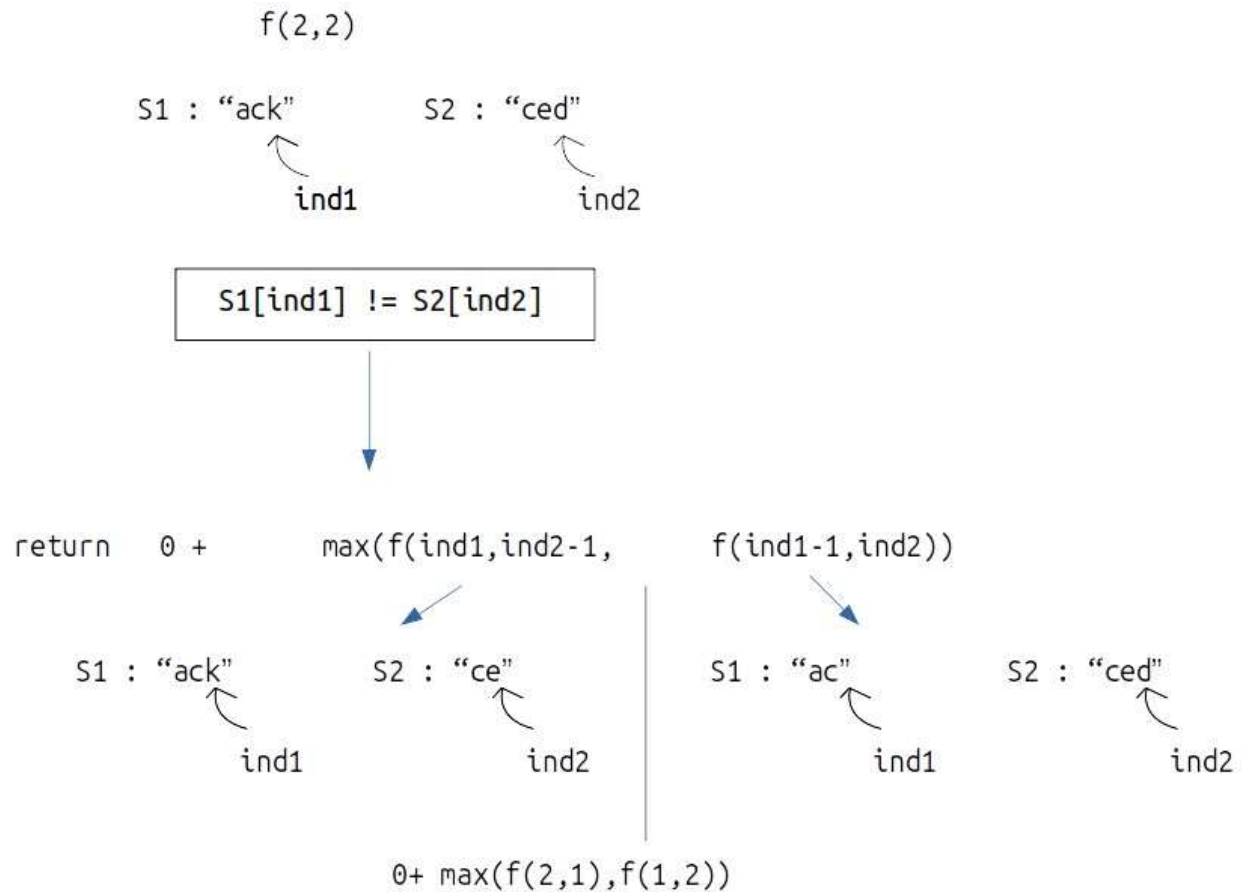 f(2,2)
S1 : “ack” S2 : “ced”
ind1 ind2
S1[ind1] != S2[ind2]
return 0 + max(f(ind1,ind2-1, f(ind1-1,ind2))
S1 : “ack” S2 : “ce” S1 : “ac” S2 : “ced”
ind1 ind2 ind1 ind2
0+ max(f(2,1),f(1,2))